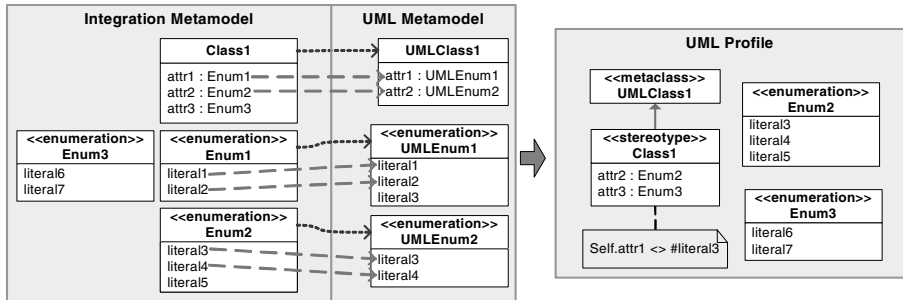 Integration Metamodel
UML Metamodel
Class1
attr1 : Enum1
attr2 : Enum2
attr3 : Enum3
UMLClass1
attr1 : UMLEnum1
attr2 : UMLEnum2
<<enumeration>>
Enum3
literal6
literal7
<<enumeration>>
Enum1
literal1
literal2
<<enumeration>>
UMLEnum1
literal1
literal2
literal3
<<enumeration>>
Enum2
literal3
literal4
literal5
<<enumeration>>
UMLEnum2
literal3
literal4
UML Profile
<<metaclass>>
UMLClass1
<<stereotype>>
Class1
attr2 : Enum2
attr3 : Enum3
Self.attr1 <> #literal3
<<enumeration>>
Enum2
literal3
literal4
literal5
<<enumeration>>
Enum3
literal6
literal7